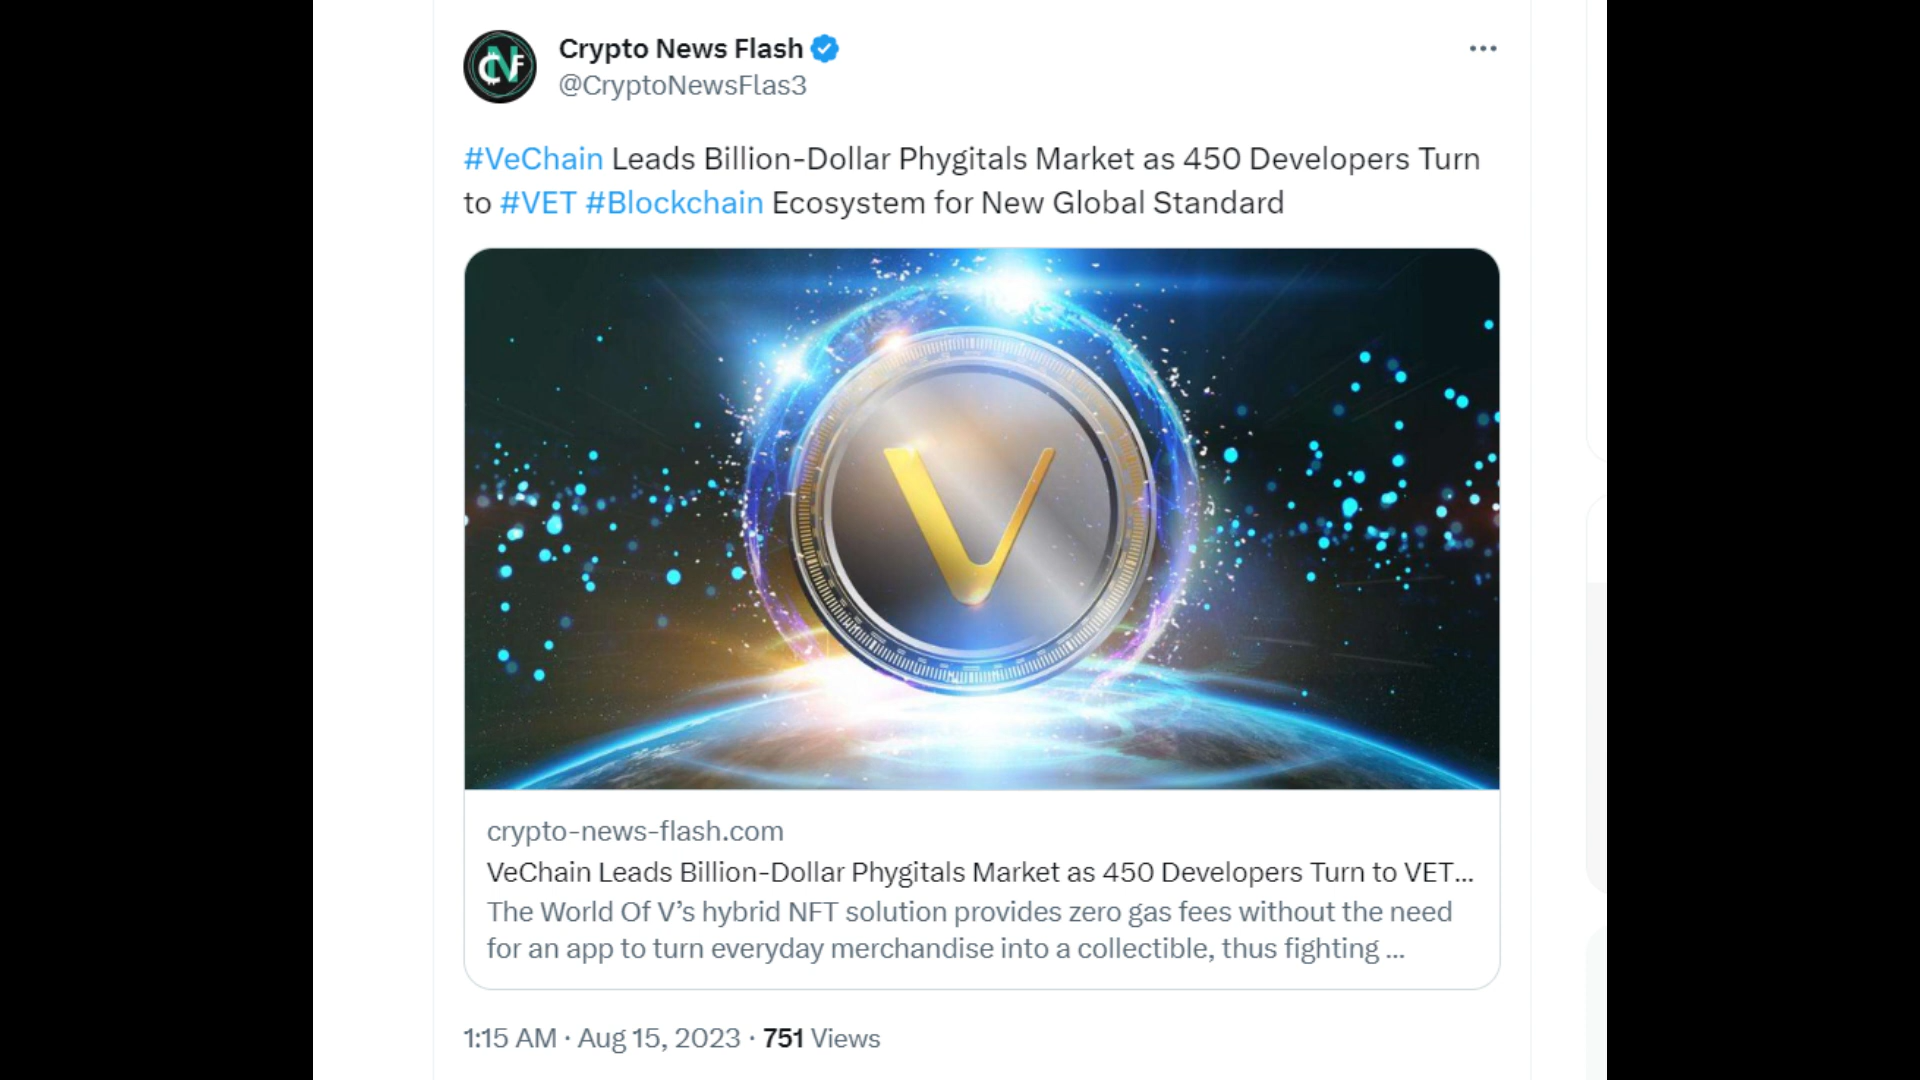 Crypto News Flash
@CryptoNewsFlas3
#VeChain Leads Billion-Dollar Phygitals Market as 450 Developers Turn
to #VET #Blockchain Ecosystem for New Global Standard
crypto-news-flash.com
VeChain Leads Billion-Dollar Phygitals Market as 450 Developers Turn to VET...
The World Of V’s hybrid NFT solution provides zero gas fees without the need
for an app to turn everyday merchandise into a collectible, thus fighting ...
1:15 AM · Aug 15, 2023 · 751 Views